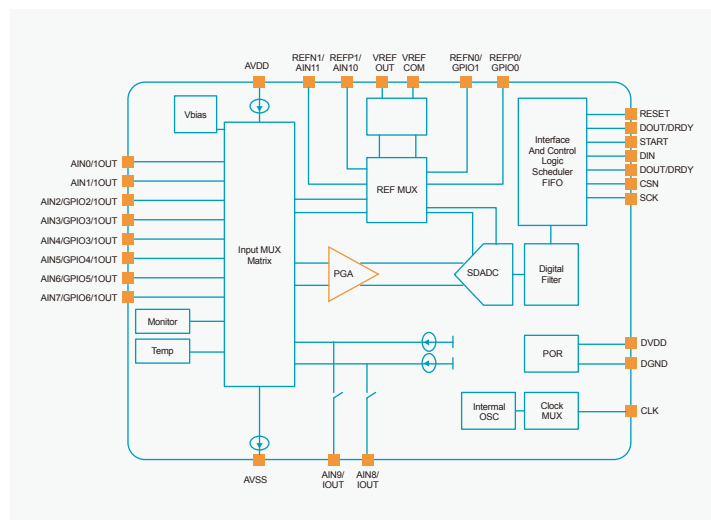 REFN1/ REFP1/ VREF VREF REFN0/ REFP0/
AVDD AIN11 AIN10 OUT COM GPIO1 GPIO0
Vbias
RESET
DOUT/DRDY
START
DIN
DOUT/DRDY
CSN
SCK
Interface
And Control
Logic
Scheduler
FIFO
AIN0/1OUT
AIN1/1OUT
AIN2/GPIO2/1OUT
AIN3/GPIO3/1OUT
AIN4/GPIO3/1OUT
AIN5/GPIO4/1OUT
AIN6/GPIO5/1OUT
AIN7/GPIO6/1OUT
REF MUX
Input MUX
Matrix
PGA
SDADC
Digital
Filter
Monitor
Temp
POR
DVDD
DGND
Internal
OSC
Clock
MUX
CLK
AVSS
AIN9/
IOUT
AIN8/
IOUT